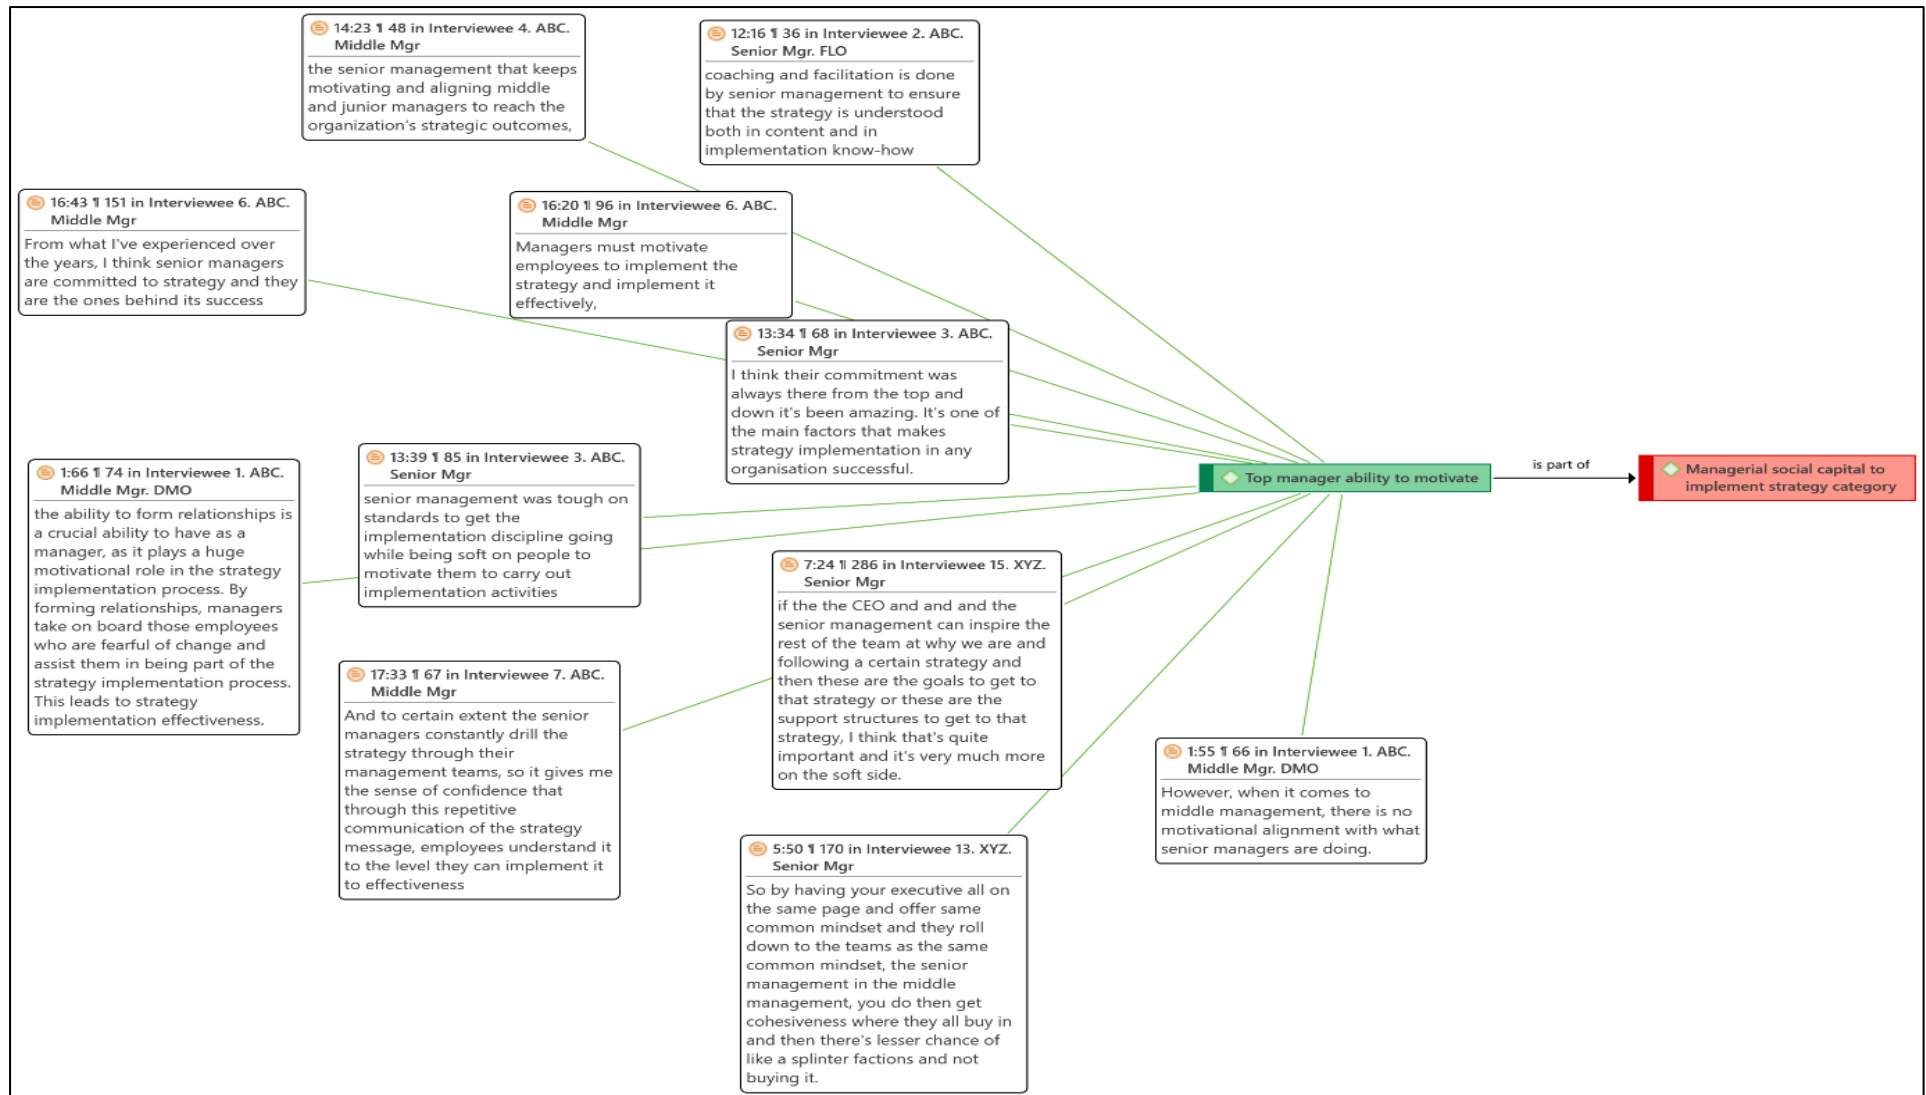 14:23 ¶ 48 in Interviewee 4. ABC.
Middle Mgr
the senior management that keeps
motivating and aligning middle
and junior managers to reach the
organization's strategic outcomes,
12:16 ¶ 36 in Interviewee 2. ABC.
Senior Mgr. FLO
coaching and facilitation is done
by senior management to ensure
that the strategy is understood
both in content and in
implementation know-how
16:43 ¶ 151 in Interviewee 6. ABC.
Middle Mgr
From what I've experienced over
the years, I think senior managers
are committed to strategy and they
are the ones behind its success
16:20 ¶ 96 in Interviewee 6. ABC.
Middle Mgr
Managers must motivate
employees to implement the
strategy and implement it
effectively,
13:34 ¶ 68 in Interviewee 3. ABC.
Senior Mgr
I think their commitment was
always there from the top and
down it's been amazing. It's one of
the main factors that makes
strategy implementation in any
organisation successful.
1:66 ¶ 74 in Interviewee 1. ABC.
Middle Mgr. DMO
the ability to form relationships is
a crucial ability to have as a
manager, as it plays a huge
motivational role in the strategy
implementation process. By
forming relationships, managers
take on board those employees
who are fearful of change and
assist them in being part of the
strategy implementation process.
This leads to strategy
implementation effectiveness.
13:39 ¶ 85 in Interviewee 3. ABC.
Senior Mgr
senior management was tough on
standards to get the
implementation discipline going
while being soft on people to
motivate them to carry out
implementation activities
Top manager ability to motivate
is part of
Managerial social capital to
implement strategy category
7:24 ¶ 286 in Interviewee 15. XYZ.
Senior Mgr
if the the CEO and and and the
senior management can inspire the
rest of the team at why we are and
following a certain strategy and
then these are the goals to get to
that strategy or these are the
support structures to get to that
strategy, I think that's quite
important and it's very much more
on the soft side.
17:33 ¶ 67 in Interviewee 7. ABC.
Middle Mgr
And to certain extent the senior
managers constantly drill the
strategy through their
management teams, so it gives me
the sense of confidence that
through this repetitive
communication of the strategy
message, employees understand it
to the level they can implement it
to effectiveness
1:55 ¶ 66 in Interviewee 1. ABC.
Middle Mgr. DMO
However, when it comes to
middle management, there is no
motivational alignment with what
senior managers are doing.
5:50 ¶ 170 in Interviewee 13. XYZ.
Senior Mgr
So by having your executive all on
the same page and offer same
common mindset and they roll
down to the teams as the same
common mindset, the senior
management in the middle
management, you do then get
cohesiveness where they all buy in
and then there's lesser chance of
like a splinter factions and not
buying it.